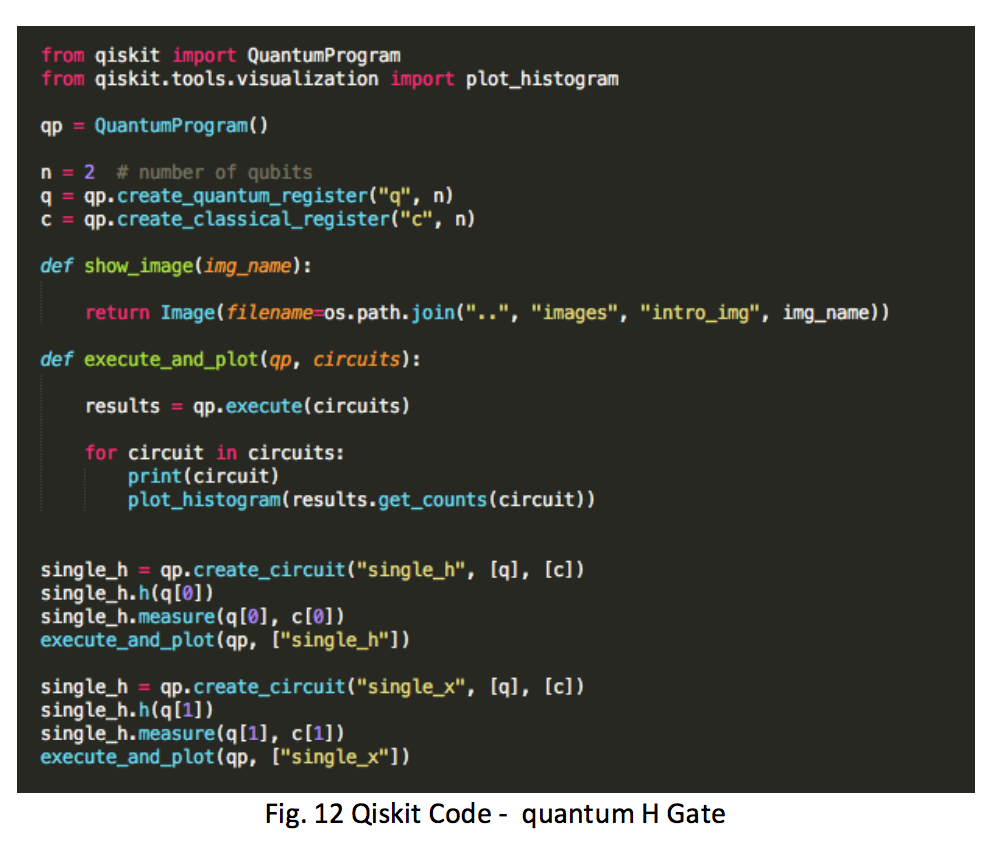 from qiskit import QuantumProgram
from qiskit.tools.visualization import plot_histogram
qp = QuantumProgram()
n = 2  # number of qubits
q = qp.create_quantum_register("q", n)
c = qp.create_classical_register("c", n)
def show_image(img_name):
    return Image(filename=os.path.join("..", "images", "intro_img", img_name))
def execute_and_plot(qp, circuits):
    results = qp.execute(circuits)
    for circuit in circuits:
        print(circuit)
        plot_histogram(results.get_counts(circuit))
single_h = qp.create_circuit("single_h", [q], [c])
single_h.h(q[0])
single_h.measure(q[0], c[0])
execute_and_plot(qp, ["single_h"])
single_h = qp.create_circuit("single_x", [q], [c])
single_h.h(q[1])
single_h.measure(q[1], c[1])
execute_and_plot(qp, ["single_x"])
Fig. 12 Qiskit Code -  quantum H Gate